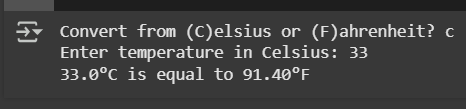 Convert from (C)elsius or (F)ahrenheit? c
Enter temperature in Celsius: 33
33.0°C is equal to 91.40°F